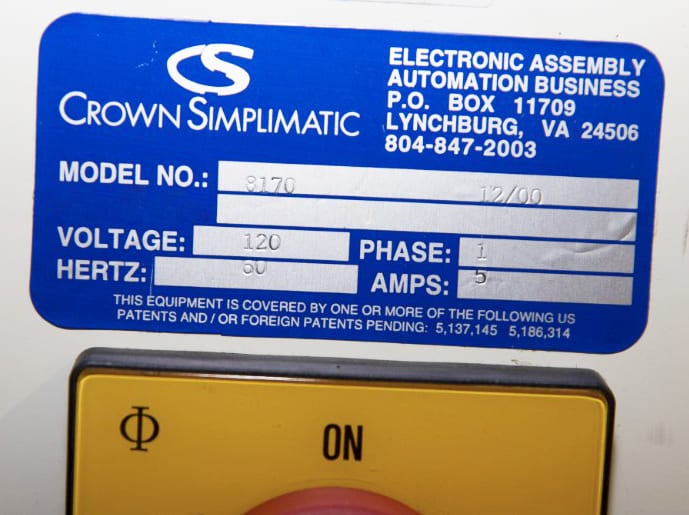 CS
CROWN SIMPLIMATIC
ELECTRONIC ASSEMBLY
AUTOMATION BUSINESS
P.O. BOX 11709
LYNCHBURG, VA 24506
804-847-2003
MODEL NO.: 8170 12/00
VOLTAGE: 120 PHASE: 1
HERTZ: 60 AMPS: 5
THIS EQUIPMENT IS COVERED BY ONE OR MORE OF THE FOLLOWING US
PATENTS AND / OR FOREIGN PATENTS PENDING: 5,137,145 5,186,314
Φ ON